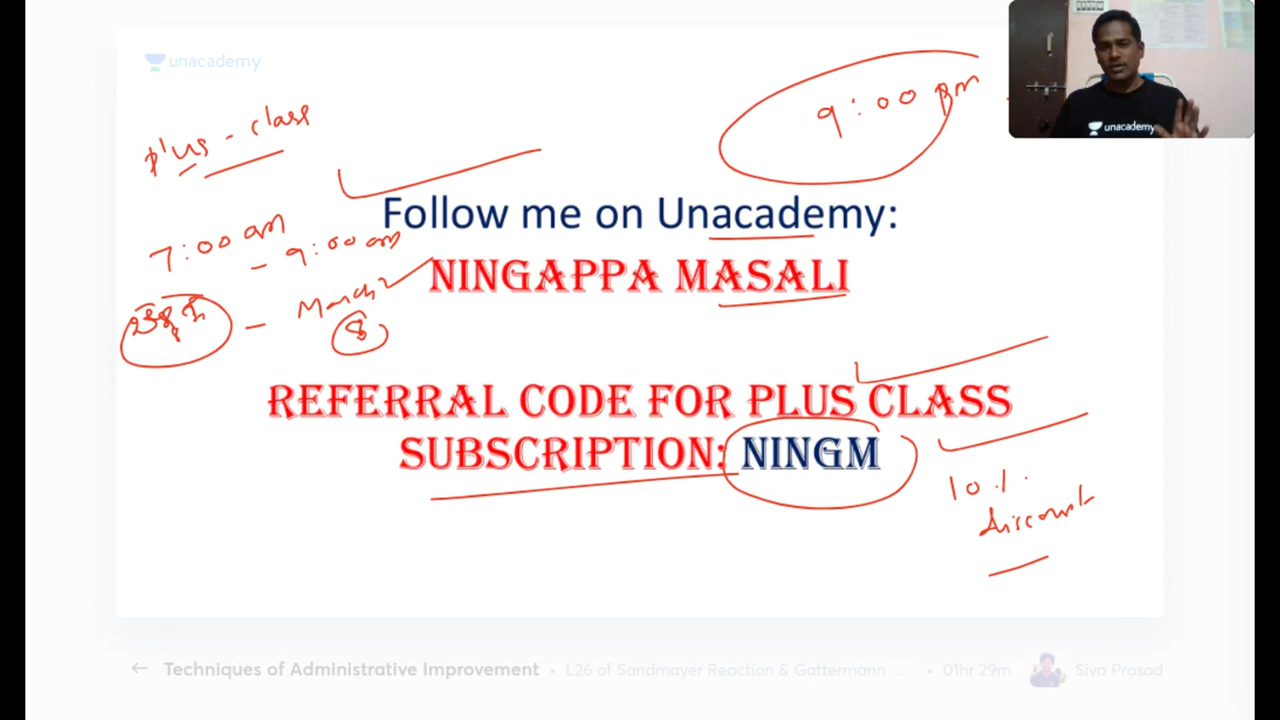 unacademy
9:00 pm
plus - class
unacademy
Follow me on Unacademy:
7:00 am
- 9:00 am
NINGAPPA MASALI
- March
8
REFERRAL CODE FOR PLUS CLASS
SUBSCRIPTION: NINGM
10%.
discount
← Techniques of Administrative Improvement • L26 of Sandmayer Reaction & Gattermann ... • 01hr 29m Siva Prasad